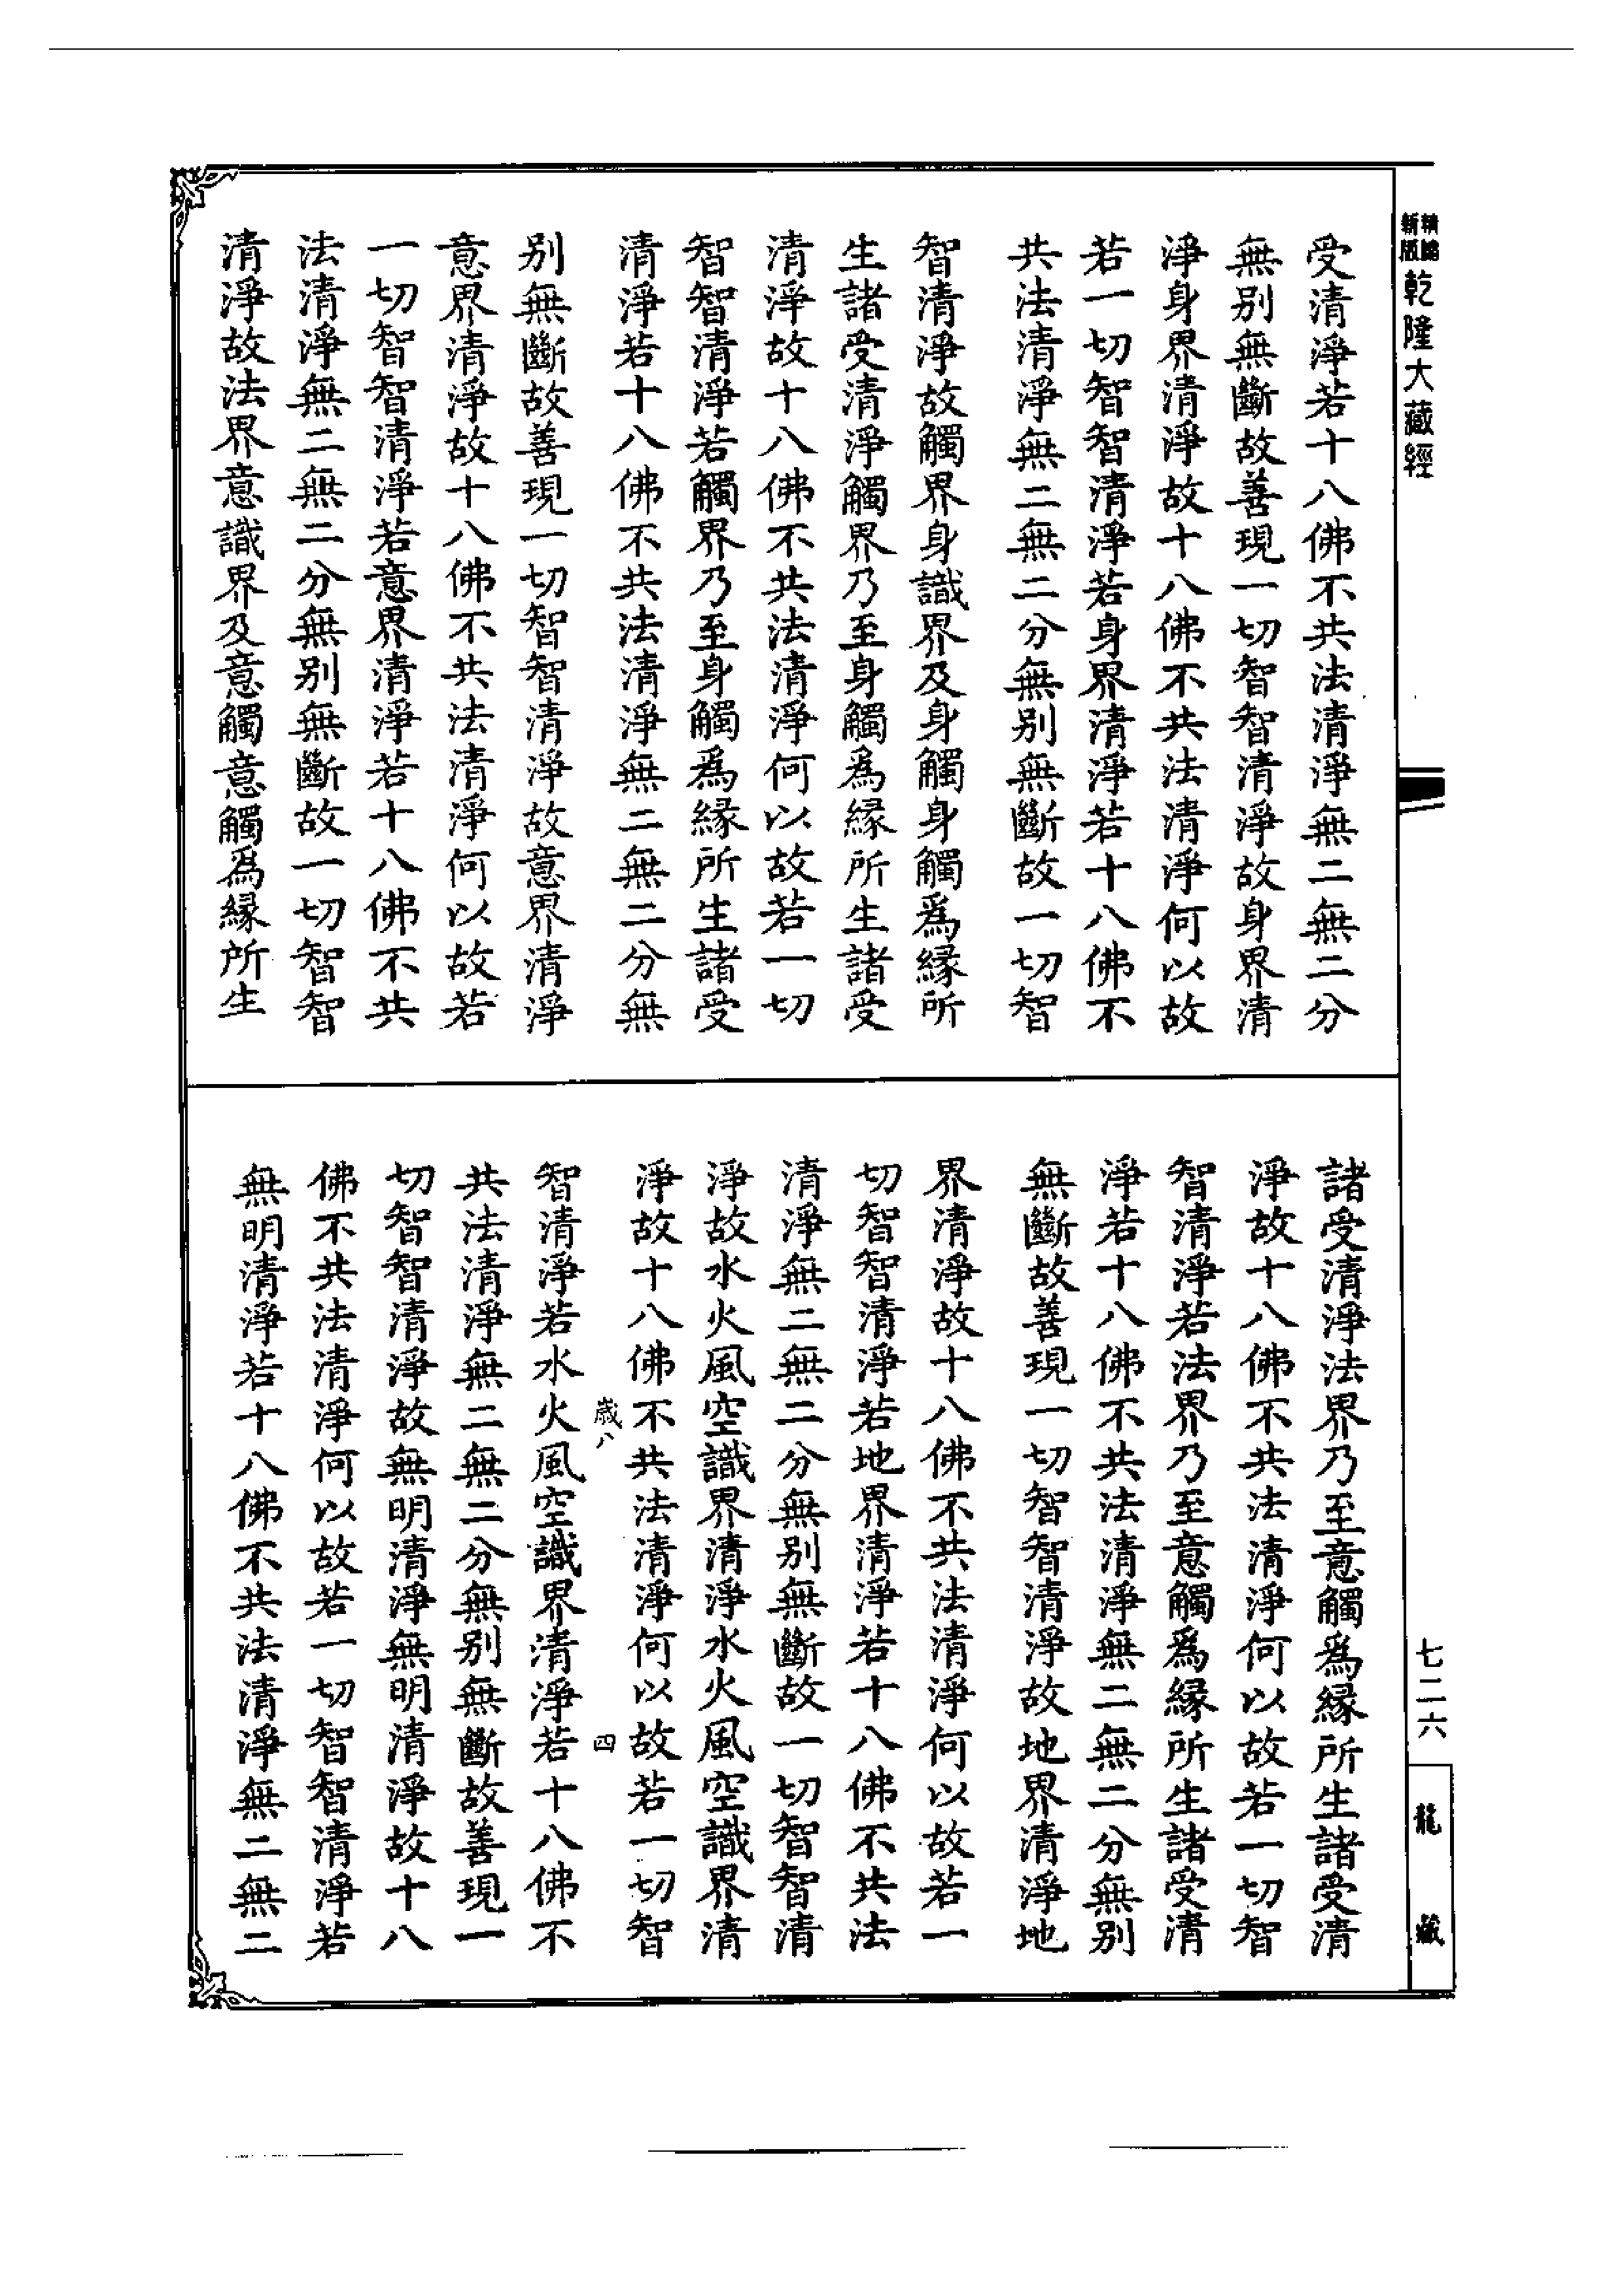 精編
新版
乾隆大藏經
受清淨若十八佛不共法清淨無二無二分
無別無斷故善現一切智智清淨故身界清
淨身界清淨故十八佛不共法清淨何以故
若一切智智清淨若身界清淨若十八佛不
共法清淨無二無二分無別無斷故一切智
智清淨故觸界身識界及身觸身觸爲緣所
生諸受清淨觸界乃至身觸爲緣所生諸受
清淨故十八佛不共法清淨何以故若一切
智智清淨若觸界乃至身觸爲緣所生諸受
清淨若十八佛不共法清淨無二無二分無
別無斷故善現一切智智清淨故意界清淨
意界清淨故十八佛不共法清淨何以故若
一切智智清淨若意界清淨若十八佛不共
法清淨無二無二分無別無斷故一切智智
清淨故法界意識界及意觸意觸爲緣所生
諸受清淨法界乃至意觸爲緣所生諸受清
淨故十八佛不共法清淨何以故若一切智
智清淨若法界乃至意觸爲緣所生諸受清
淨若十八佛不共法清淨無二無二分無別
無斷故善現一切智智清淨故地界清淨地
界清淨故十八佛不共法清淨何以故若一
切智智清淨若地界清淨若十八佛不共法
清淨無二無二分無別無斷故一切智智清
淨故水火風空識界清淨水火風空識界清
淨故十八佛不共法清淨何以故若一切智
歲八 四
智清淨若水火風空識界清淨若十八佛不
共法清淨無二無二分無別無斷故善現一
切智智清淨故無明清淨無明清淨故十八
佛不共法清淨何以故若一切智智清淨若
無明清淨若十八佛不共法清淨無二無二
七二六
龍藏